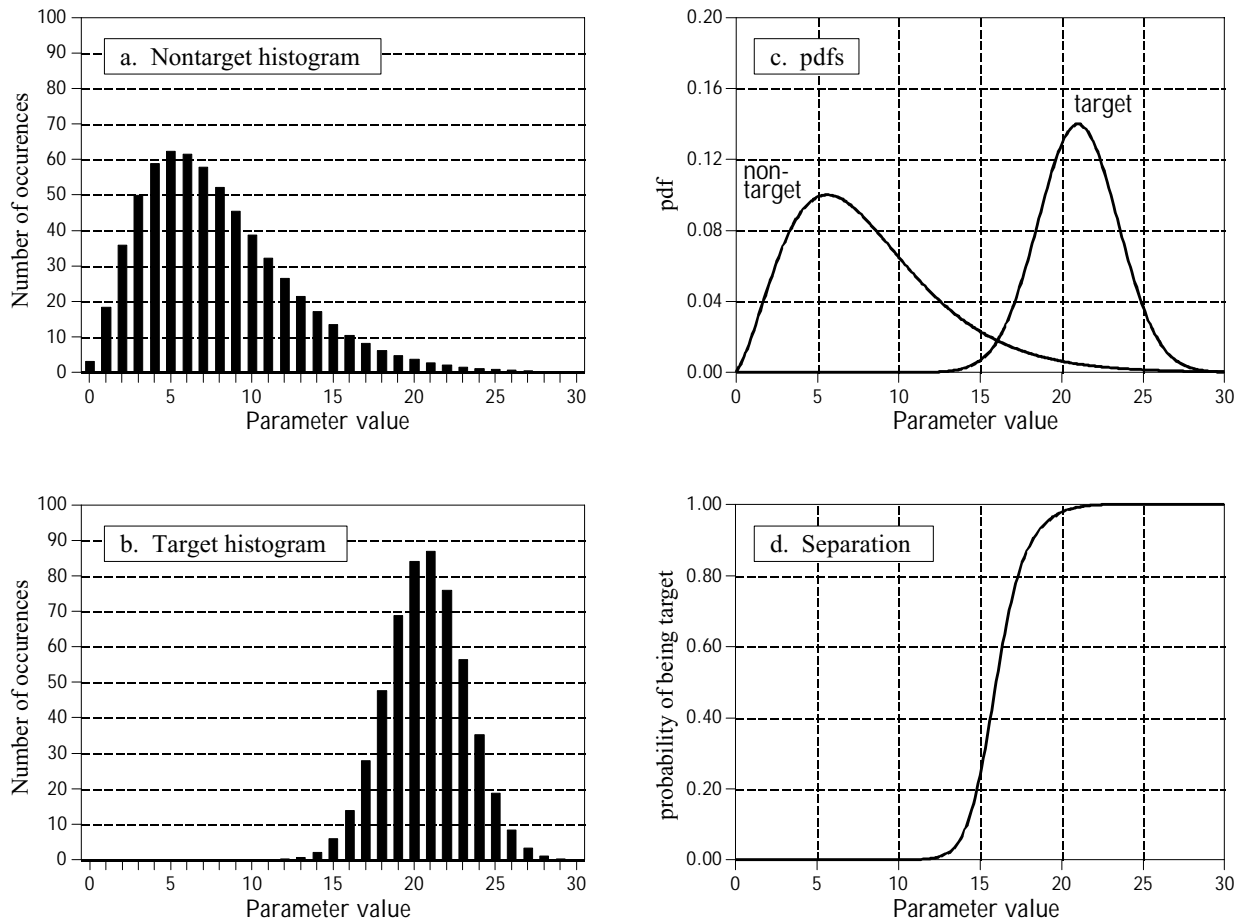 a. Nontarget histogram
Number of occurences
100
90
80
70
60
50
40
30
20
10
0
0 5 10 15 20 25 30
Parameter value
c. pdfs
pdf
0.20
0.16
0.12
0.08
0.04
0.00
non-
target
target
0 5 10 15 20 25 30
Parameter value
b. Target histogram
Number of occurences
100
90
80
70
60
50
40
30
20
10
0
0 5 10 15 20 25 30
Parameter value
d. Separation
probability of being target
1.00
0.80
0.60
0.40
0.20
0.00
0 5 10 15 20 25 30
Parameter value